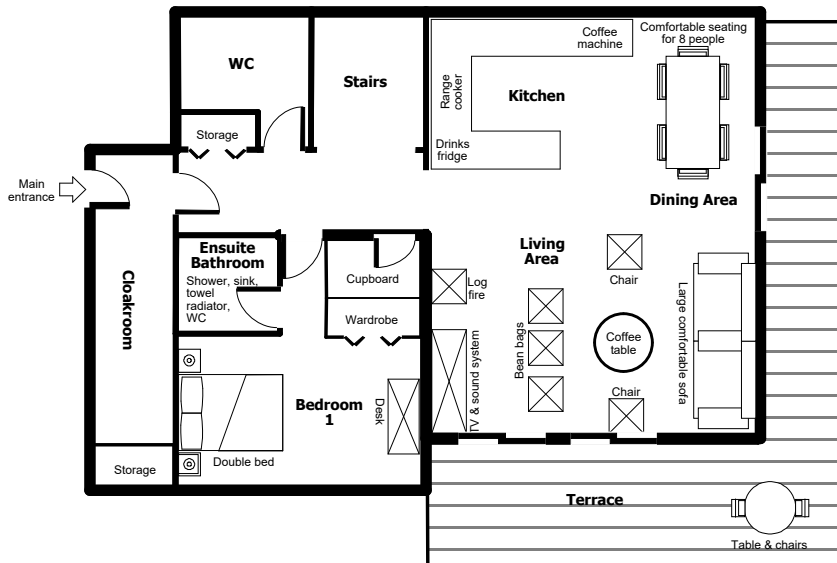 Coffee
machine
Comfortable seating
for 8 people
WC
Stairs
Range
cooker
Kitchen
Storage
Drinks
fridge
Main
entrance
Dining Area
Ensuite
Bathroom
Shower, sink,
towel
radiator,
WC
Living
Area
Cloakroom
Cupboard
Log
fire
Chair
Large comfortable sofa
Wardrobe
TV & sound system
Bean bags
Coffee
table
Chair
Bedroom
1
Desk
Double bed
Storage
Terrace
Table & chairs